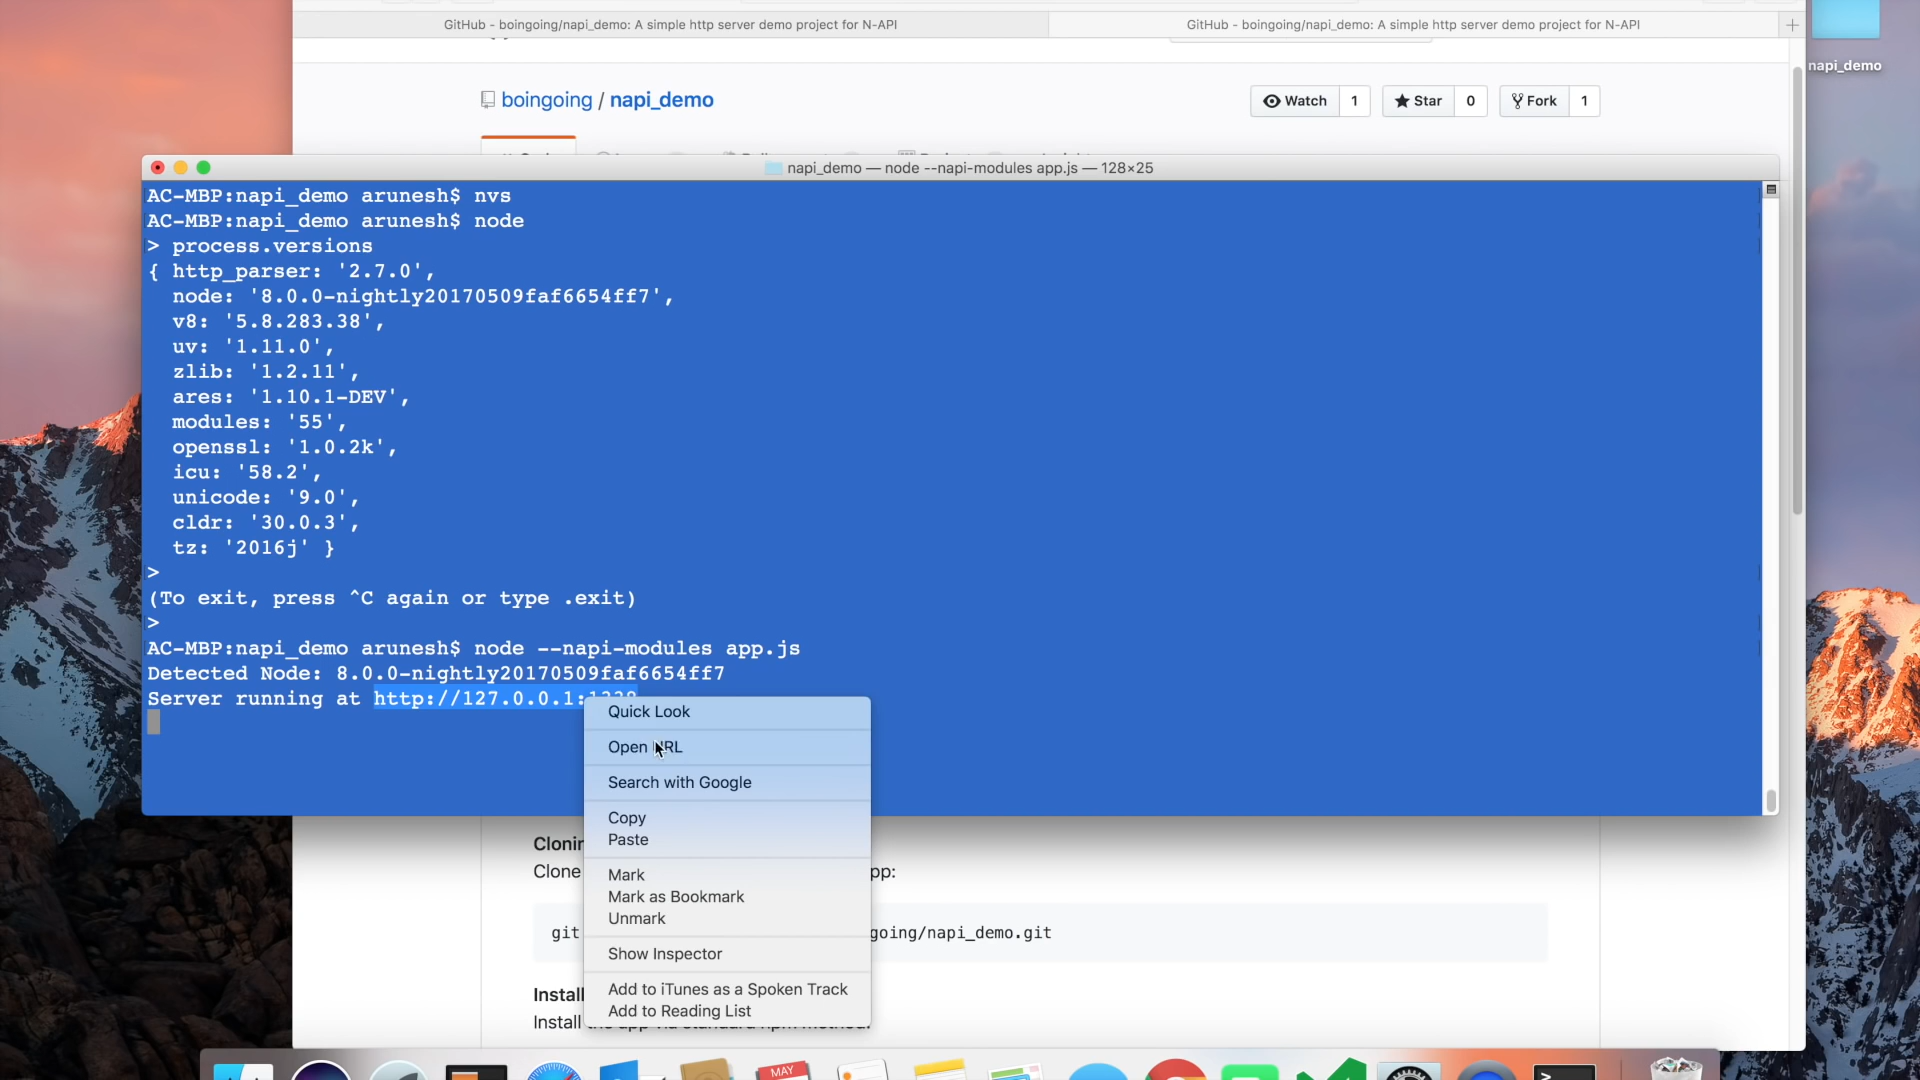 GitHub - boingoing/napi_demo: A simple http server demo project for N-API
GitHub - boingoing/napi_demo: A simple http server demo project for N-API
napi_demo
boingoing / napi_demo
Watch 1 Star 0 Fork 1
napi_demo — node --napi-modules app.js — 128×25
AC-MBP:napi_demo arunesh$ nvs
AC-MBP:napi_demo arunesh$ node
> process.versions
{ http_parser: '2.7.0',
node: '8.0.0-nightly20170509faf6654ff7',
v8: '5.8.283.38',
uv: '1.11.0',
zlib: '1.2.11',
ares: '1.10.1-DEV',
modules: '55',
openssl: '1.0.2k',
icu: '58.2',
unicode: '9.0',
cldr: '30.0.3',
tz: '2016j' }
>
(To exit, press ^C again or type .exit)
>
AC-MBP:napi_demo arunesh$ node --napi-modules app.js
Detected Node: 8.0.0-nightly20170509faf6654ff7
Server running at http://127.0.0.1:
Quick Look
Open URL
Search with Google
Copy
Paste
Mark
Mark as Bookmark
Unmark
Show Inspector
Add to iTunes as a Spoken Track
Add to Reading List
Clone
git going/napi_demo.git
Install
Install
MAY